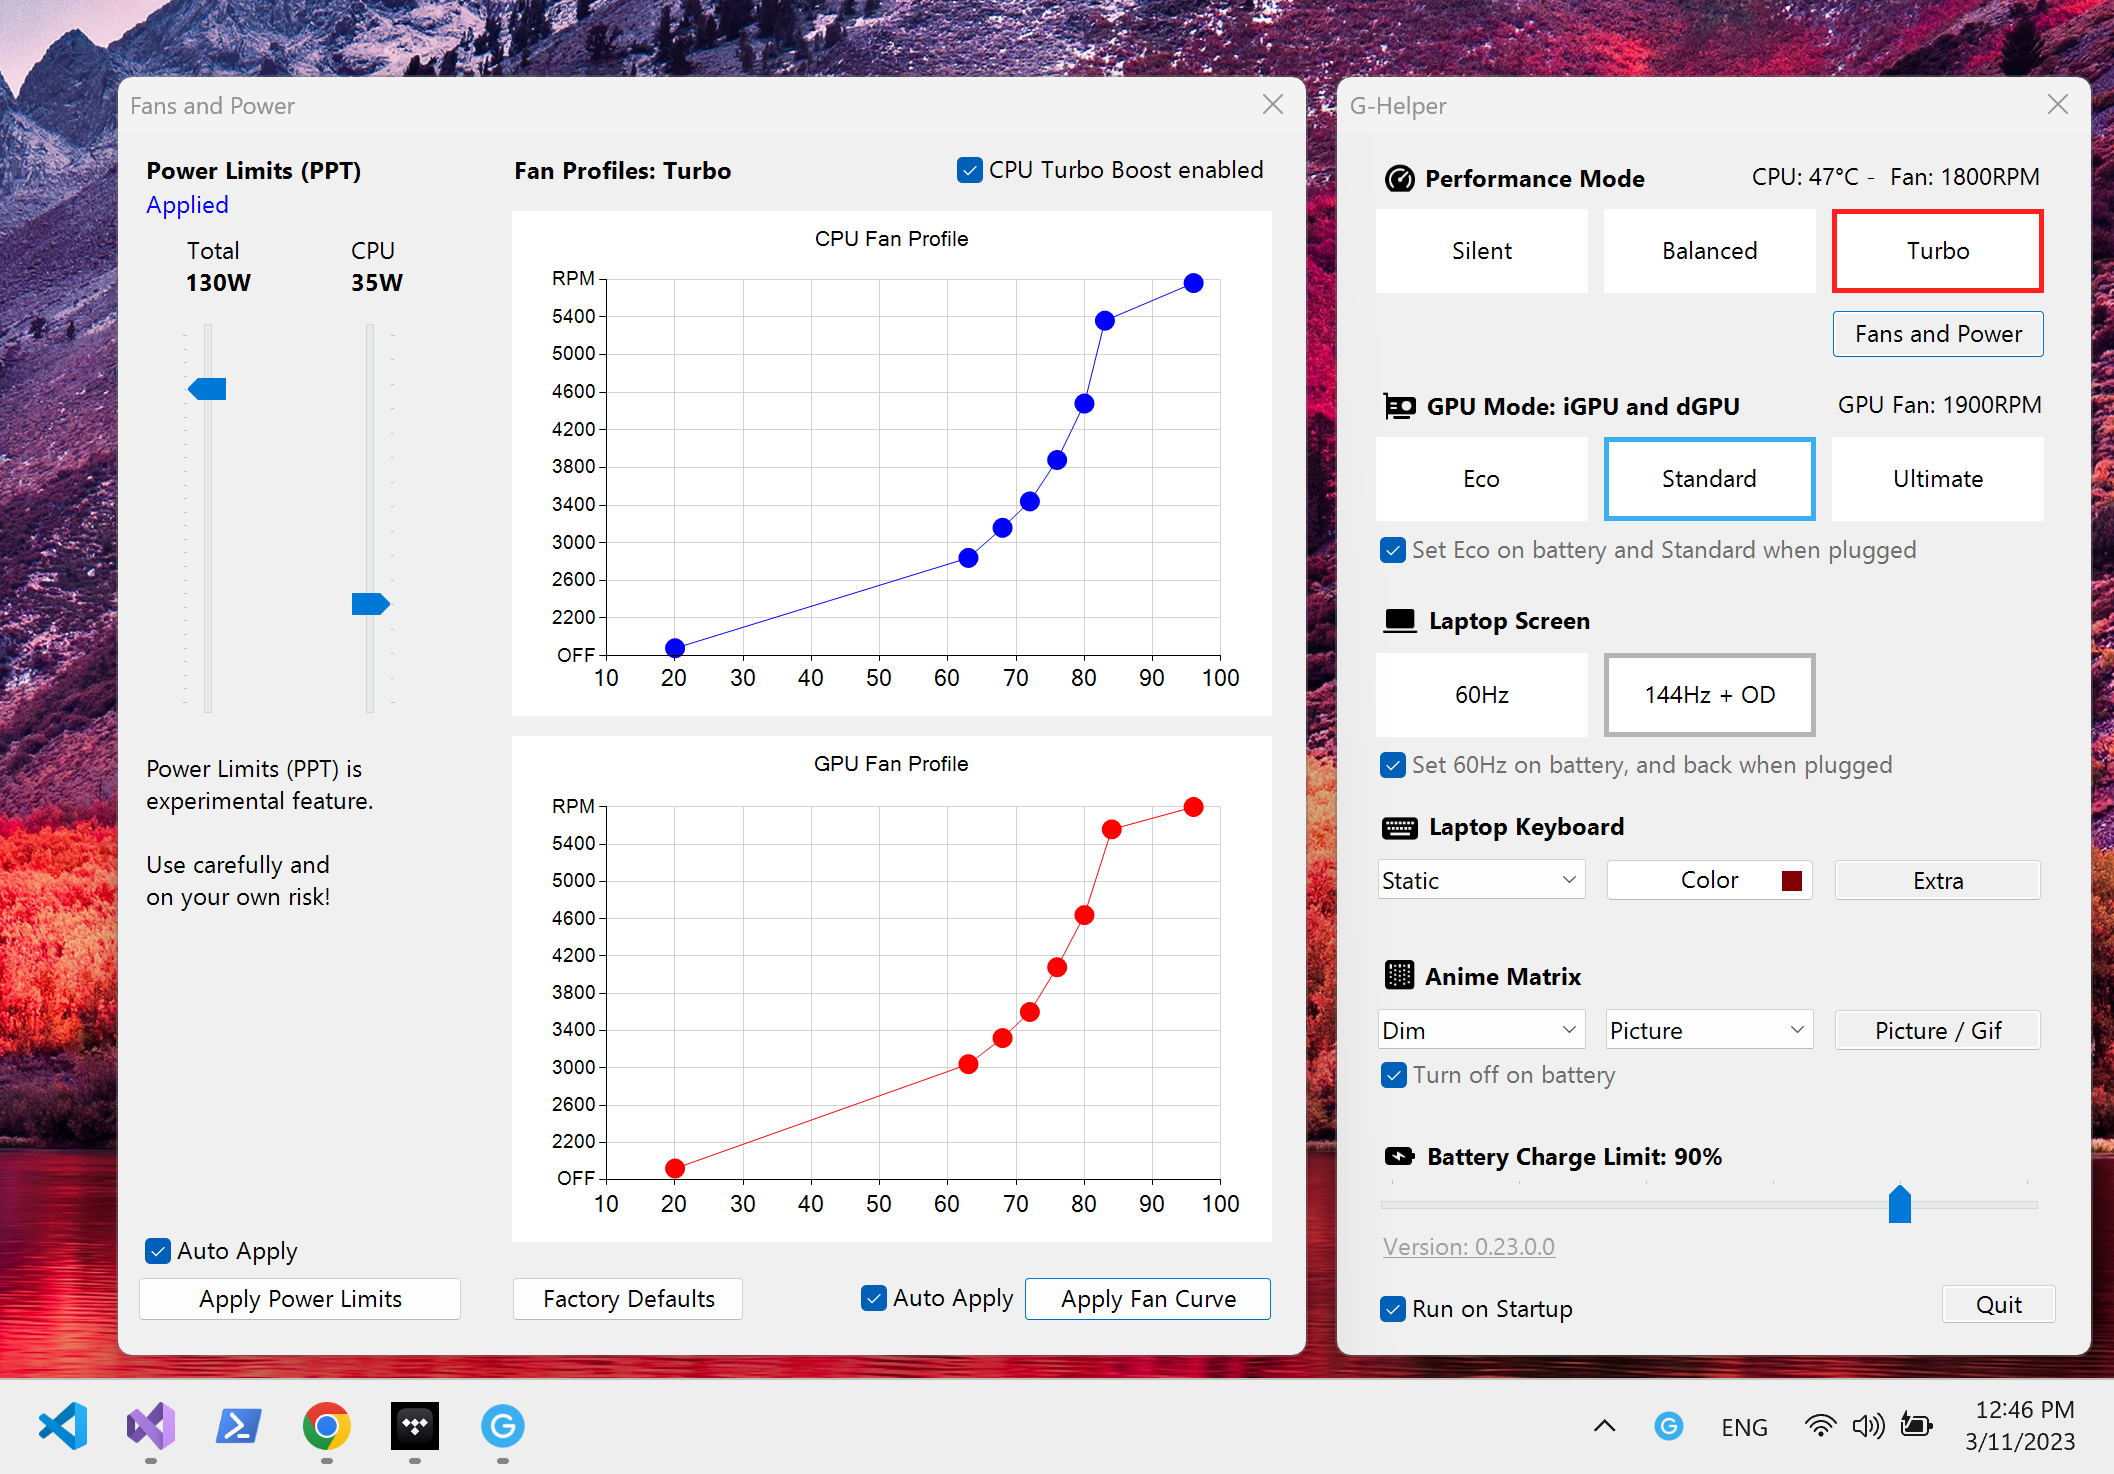 Fans and Power
Power Limits (PPT)
Applied
Total
CPU
130W
35W
Power Limits (PPT) is
experimental feature.
Use carefully and
on your own risk!
Auto Apply
Apply Power Limits
Fan Profiles: Turbo
CPU Turbo Boost enabled
CPU Fan Profile
RPM
5400
5000
4600
4200
3800
3400
3000
2600
2200
OFF
10 20 30 40 50 60 70 80 90 100
GPU Fan Profile
RPM
5400
5000
4600
4200
3800
3400
3000
2600
2200
OFF
10 20 30 40 50 60 70 80 90 100
Factory Defaults
Auto Apply
Apply Fan Curve
G-Helper
Performance Mode
CPU: 47°C - Fan: 1800RPM
Silent
Balanced
Turbo
Fans and Power
GPU Mode: iGPU and dGPU
GPU Fan: 1900RPM
Eco
Standard
Ultimate
Set Eco on battery and Standard when plugged
Laptop Screen
60Hz
144Hz + OD
Set 60Hz on battery, and back when plugged
Laptop Keyboard
Static
Color
Extra
Anime Matrix
Dim
Picture
Picture / Gif
Turn off on battery
Battery Charge Limit: 90%
Version: 0.23.0.0
Run on Startup
Quit
G
G
ENG
12:46 PM
3/11/2023